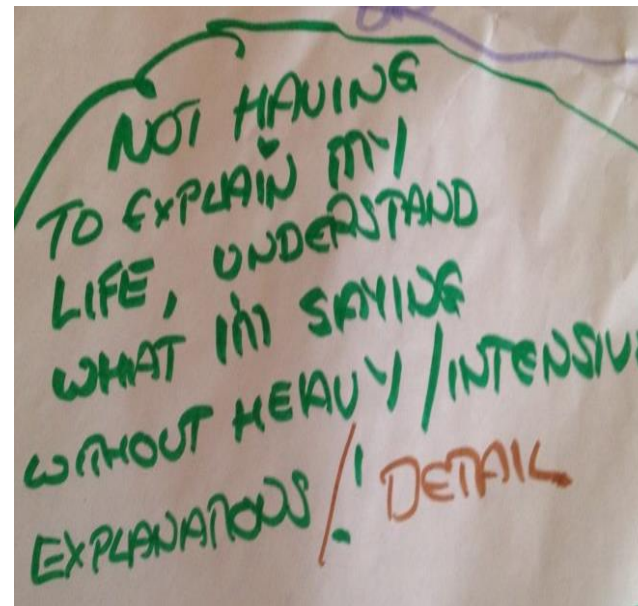 NOT HAVING
TO EXPLAIN MY
LIFE, UNDERSTAND
WHAT I'M SAYING
WITHOUT HEAVY / INTENSIVE
EXPLANATIONS / ! DETAIL